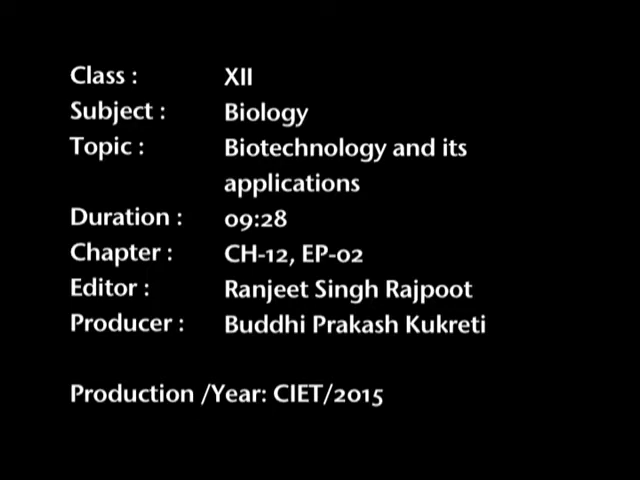 Class : XII
Subject : Biology
Topic : Biotechnology and its
applications
Duration : 09:28
Chapter : CH-12, EP-02
Editor : Ranjeet Singh Rajpoot
Producer : Buddhi Prakash Kukreti
Production /Year: CIET/2015